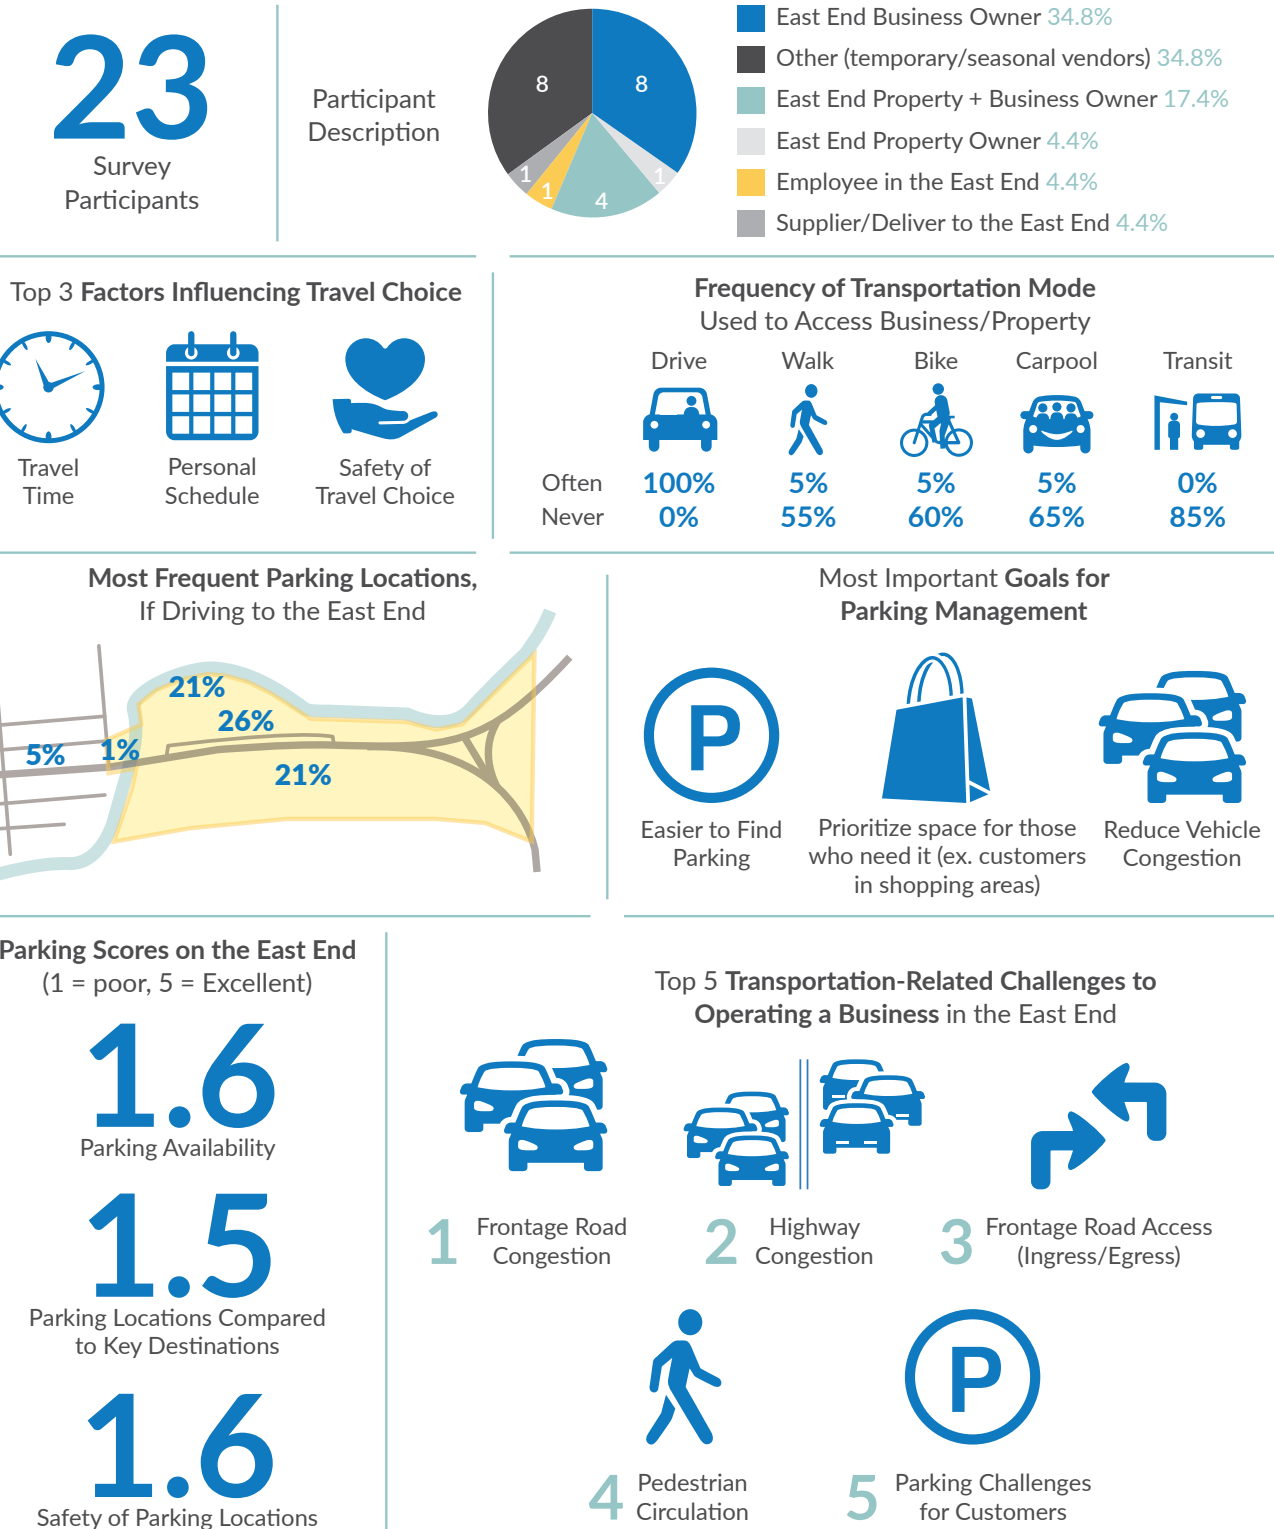 23
Survey
Participants
Participant
Description
8
8
1
1
4
1
East End Business Owner 34.8%
Other (temporary/seasonal vendors) 34.8%
East End Property + Business Owner 17.4%
East End Property Owner 4.4%
Employee in the East End 4.4%
Supplier/Deliver to the East End 4.4%
Top 3 Factors Influencing Travel Choice
Travel
Time
Personal
Schedule
Safety of
Travel Choice
Frequency of Transportation Mode
Used to Access Business/Property
Drive Walk Bike Carpool Transit
Often 100% 5% 5% 5% 0%
Never 0% 55% 60% 65% 85%
Most Frequent Parking Locations,
If Driving to the East End
21%
26%
5% 1%
21%
Most Important Goals for
Parking Management
P
Easier to Find
Parking
Prioritize space for those
who need it (ex. customers
in shopping areas)
Reduce Vehicle
Congestion
Parking Scores on the East End
(1 = poor, 5 = Excellent)
1.6
Parking Availability
1.5
Parking Locations Compared
to Key Destinations
1.6
Safety of Parking Locations
Top 5 Transportation-Related Challenges to
Operating a Business in the East End
1 Frontage Road
Congestion
2 Highway
Congestion
3 Frontage Road Access
(Ingress/Egress)
P
4 Pedestrian
Circulation
5 Parking Challenges
for Customers